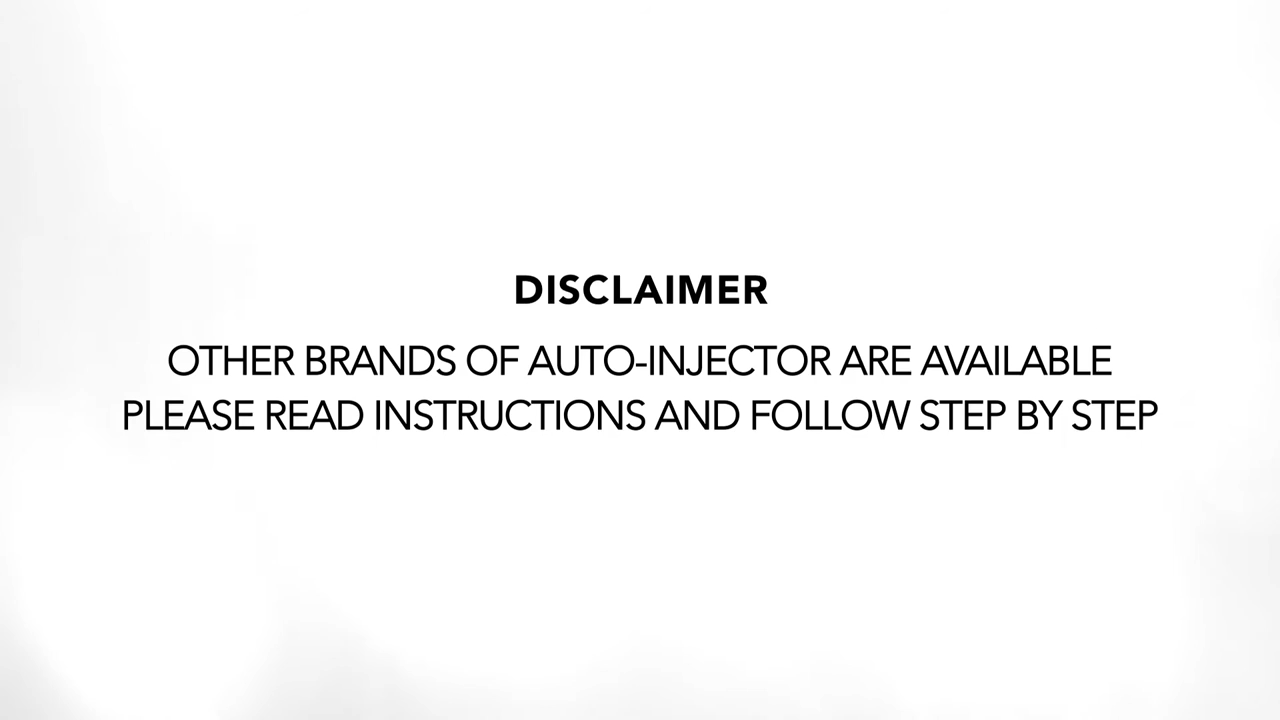 DISCLAIMER
OTHER BRANDS OF AUTO-INJECTOR ARE AVAILABLE
PLEASE READ INSTRUCTIONS AND FOLLOW STEP BY STEP